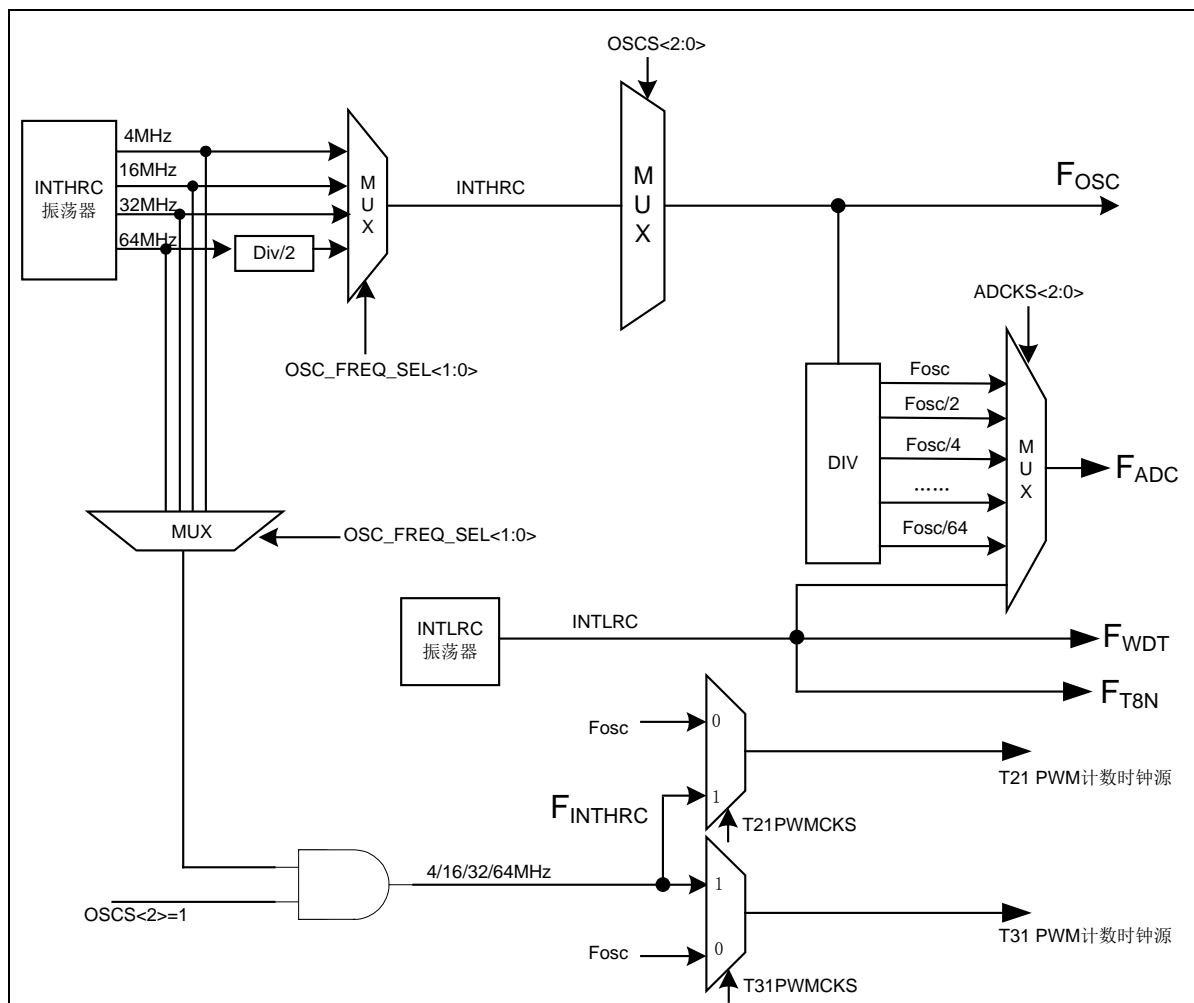 OSCS<2:0>
4MHz
16MHz
INTHRC
振荡器
32MHz
64MHz
Div/2
MUX
INTHRC
MUX
FOSC
OSC_FREQ_SEL<1:0>
ADCKS<2:0>
Fosc
Fosc/2
Fosc/4
……
Fosc/64
DIV
MUX
FADC
MUX
OSC_FREQ_SEL<1:0>
INTLRC
振荡器
INTLRC
FWDT
FT8N
Fosc
0
1
T21 PWM计数时钟源
FINTHRC
T21PWMCKS
4/16/32/64MHz
1
OSCS<2>=1
T31 PWM计数时钟源
Fosc
0
T31PWMCKS